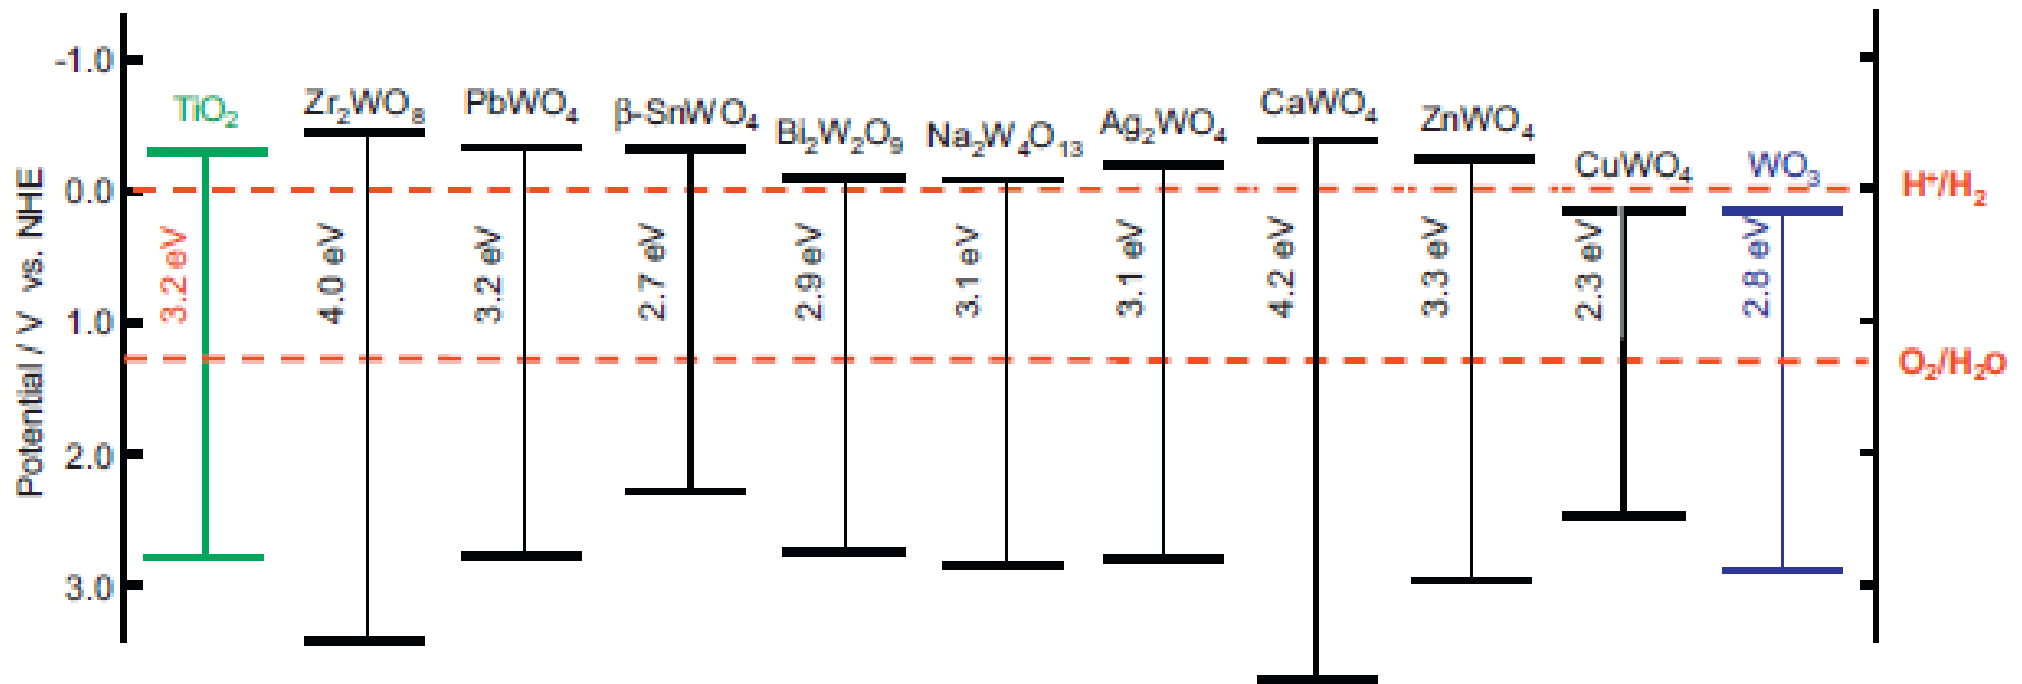 -1.0
0.0
1.0
2.0
3.0
Potential / V vs. NHE
TiO₂
Zr₂WO₈
PbWO₄
β-SnWO₄
Bi₂W₂O₉
Na₂W₄O₁₃
Ag₂WO₄
CaWO₄
ZnWO₄
CuWO₄
WO₃
3.2 eV
4.0 eV
3.2 eV
2.7 eV
2.9 eV
3.1 eV
3.1 eV
4.2 eV
3.3 eV
2.3 eV
2.8 eV
H⁺/H₂
O₂/H₂o